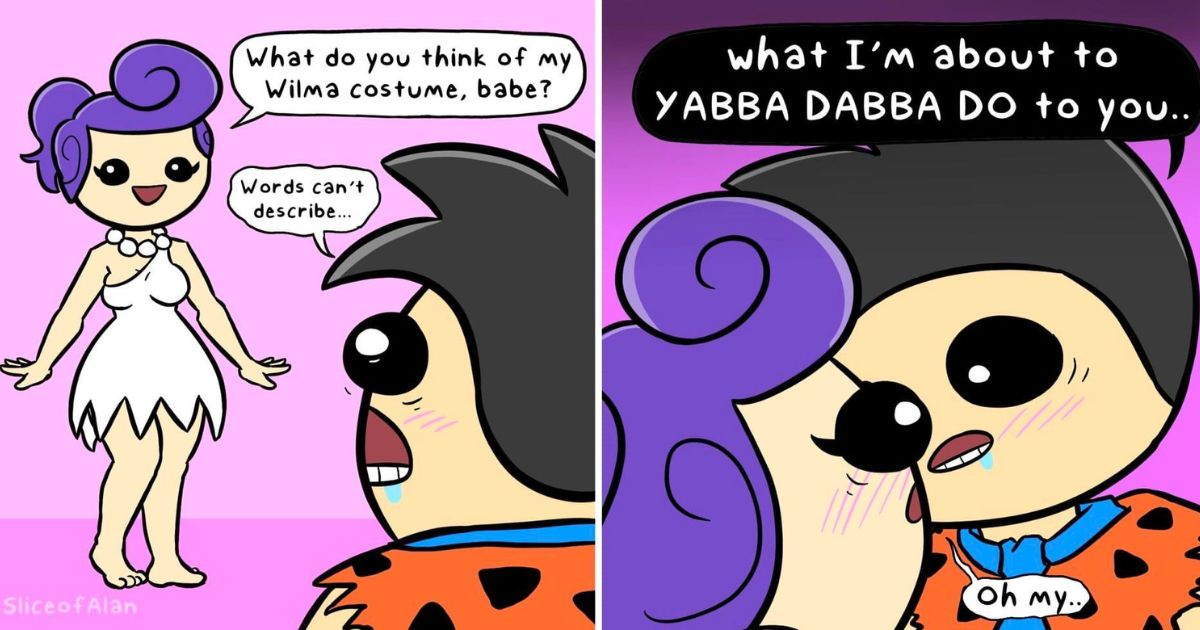 What do you think of my
Wilma costume, babe?
Words can't
describe...
SliceofAlan
what I'm about to
YABBA DABBA DO to you..
Oh my..